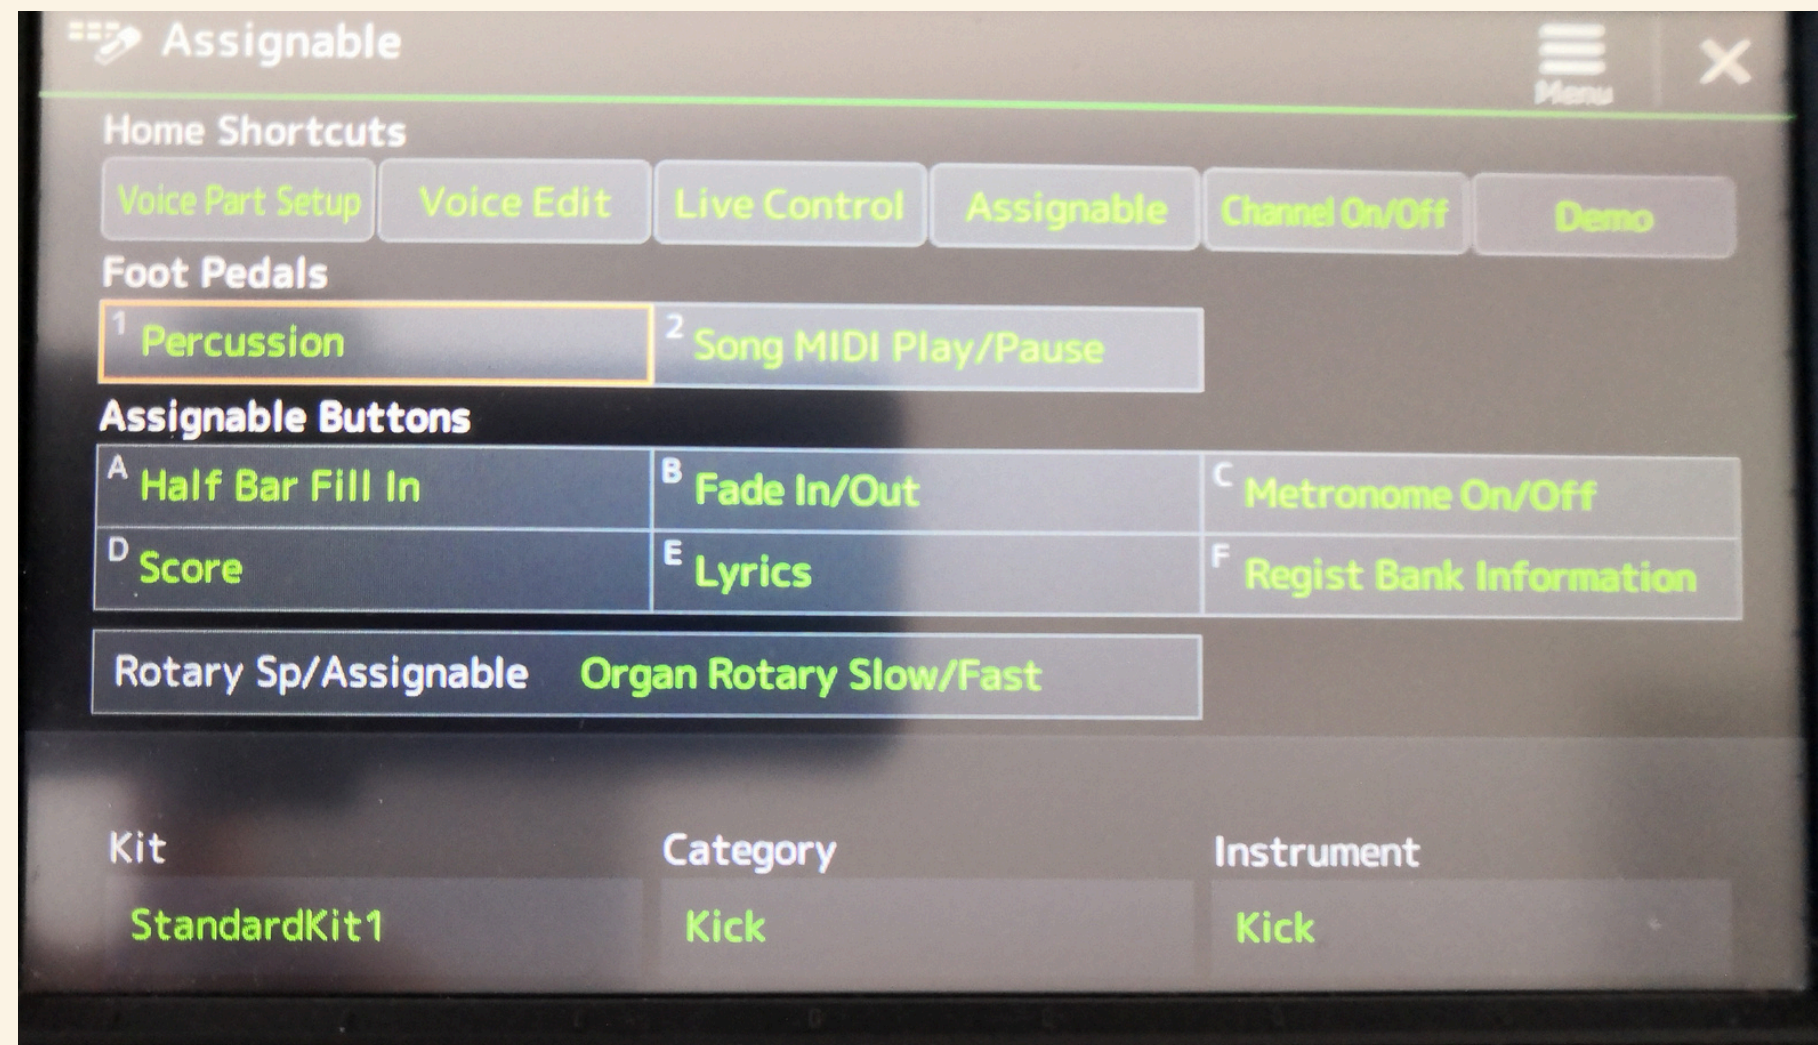 Assignable
Menu
Home Shortcuts
Voice Part Setup Voice Edit Live Control Assignable Channel On/Off Demo
Foot Pedals
1 Percussion 2 Song MIDI Play/Pause
Assignable Buttons
A Half Bar Fill In B Fade In/Out C Metronome On/Off
D Score E Lyrics F Regist Bank Information
Rotary Sp/Assignable Organ Rotary Slow/Fast
Kit Category Instrument
StandardKit1 Kick Kick